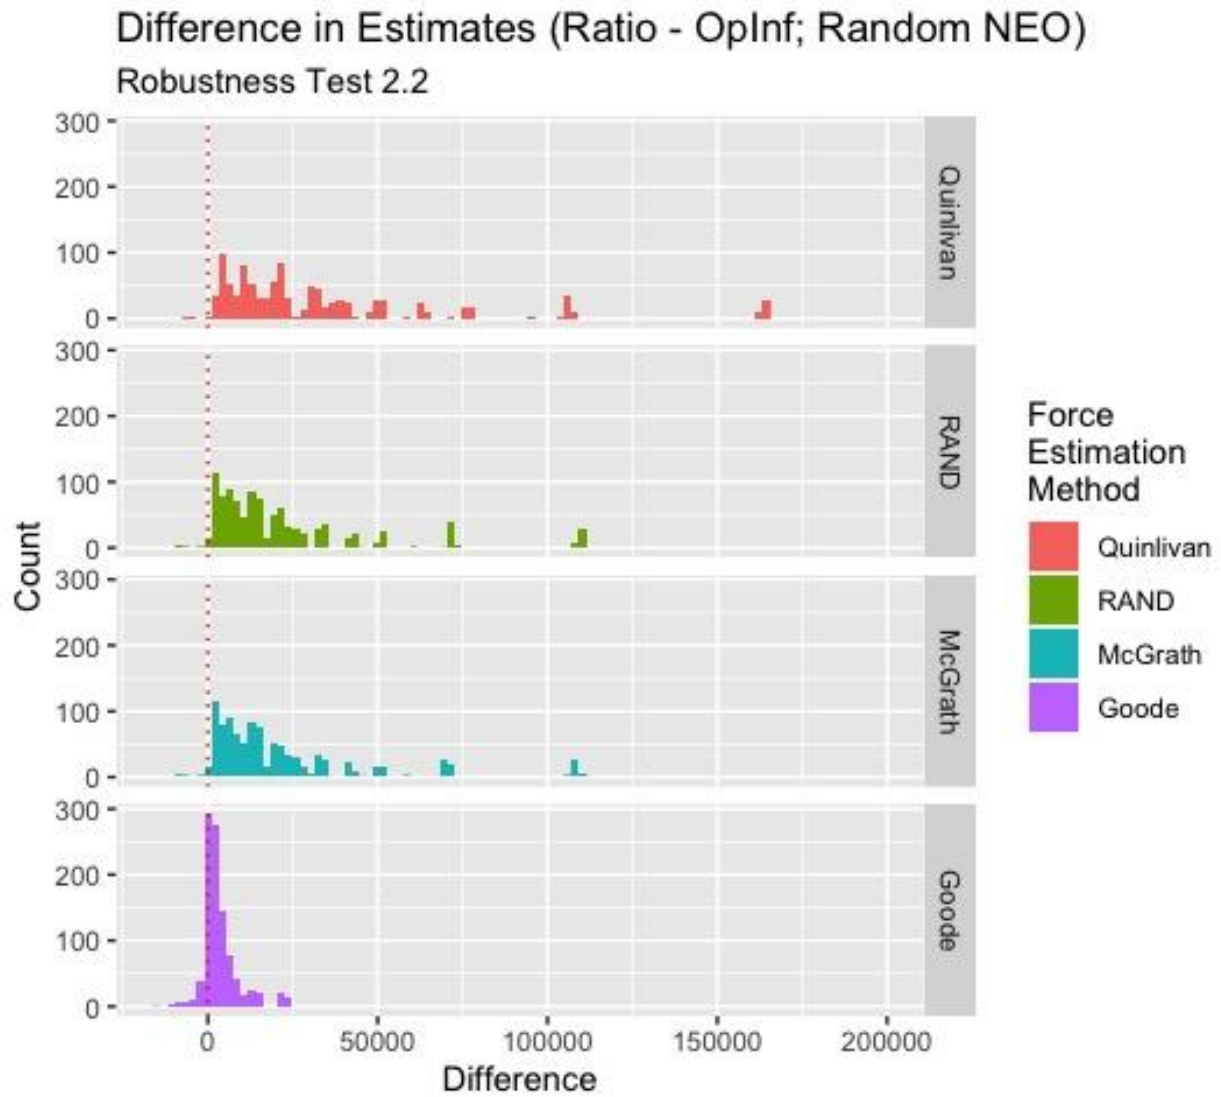 Difference in Estimates (Ratio - OpInf; Random NEO)
Robustness Test 2.2
Count
300
200
100
0
Quinlivan
300
200
100
0
RAND
300
200
100
0
McGrath
300
200
100
0
Goode
0 50000 100000 150000 200000
Difference
Force
Estimation
Method
Quinlivan
RAND
McGrath
Goode